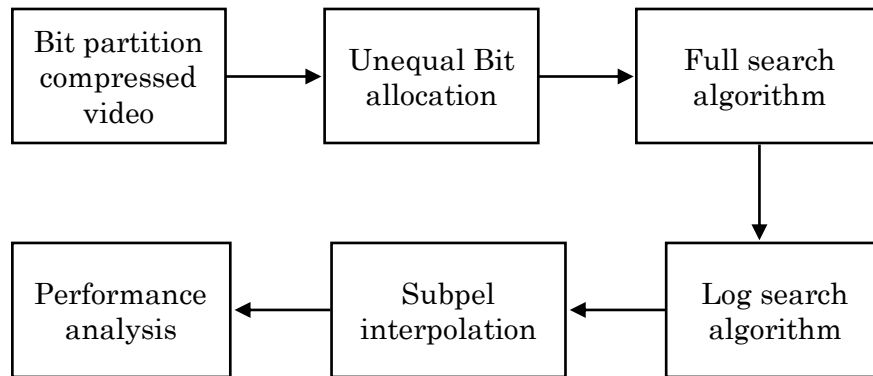 Bit partition
compressed
video
Unequal Bit
allocation
Full search
algorithm
Log search
algorithm
Subpel
interpolation
Performance
analysis